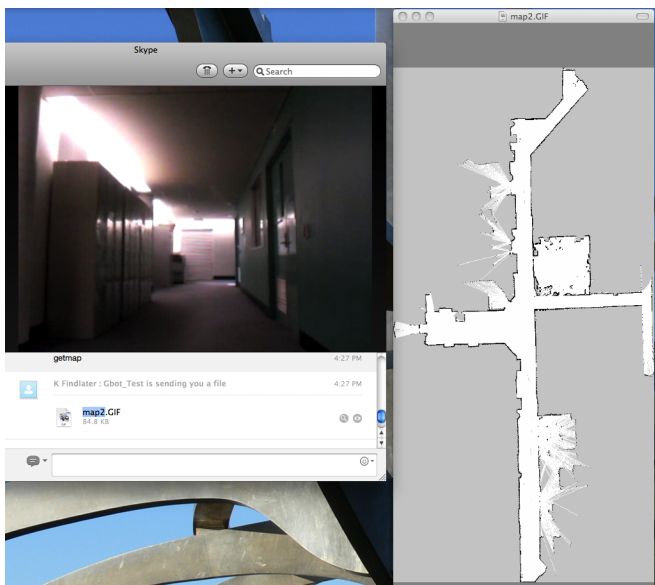 map2.GIF
Skype
Search
getmap
4:27 PM
K Findlater : Gbot_Test is sending you a file
4:27 PM
map2.GIF
84.8 KB